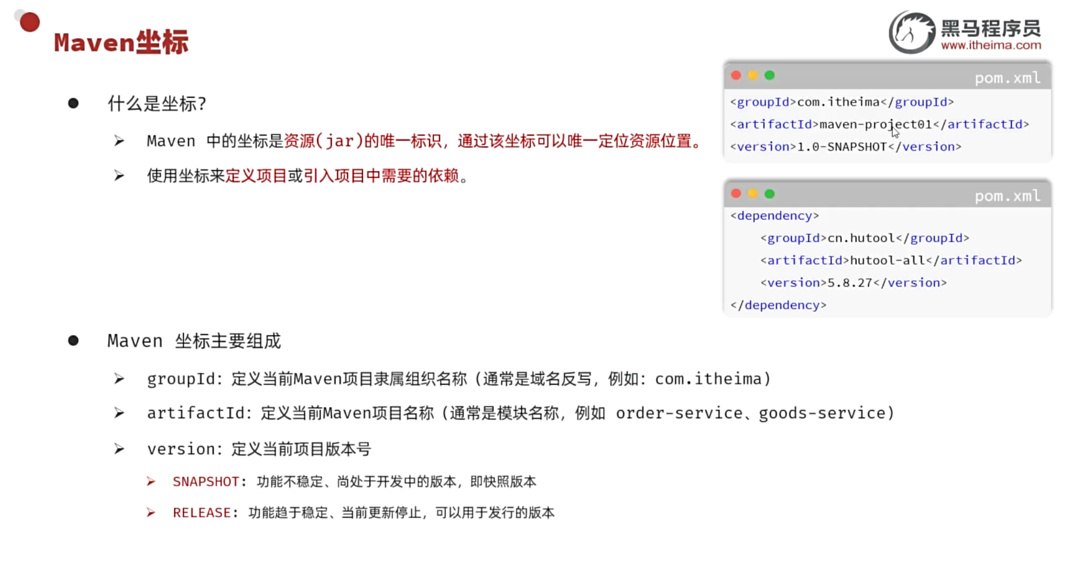 Maven坐标
黑马程序员
www.itheima.com
什么是坐标?
Maven 中的坐标是资源(jar)的唯一标识，通过该坐标可以唯一定位资源位置。
使用坐标来定义项目或引入项目中需要的依赖。
pom.xml
<groupId>com.itheima</groupId>
<artifactId>maven-project01</artifactId>
<version>1.0-SNAPSHOT</version>
pom.xml
<dependency>
<groupId>cn.hutool</groupId>
<artifactId>hutool-all</artifactId>
<version>5.8.27</version>
</dependency>
Maven 坐标主要组成
groupId：定义当前Maven项目隶属组织名称（通常是域名反写，例如：com.itheima）
artifactId：定义当前Maven项目名称（通常是模块名称，例如 order-service、goods-service）
version：定义当前项目版本号
SNAPSHOT：功能不稳定、尚处于开发中的版本，即快照版本
RELEASE：功能趋于稳定、当前更新停止，可以用于发行的版本